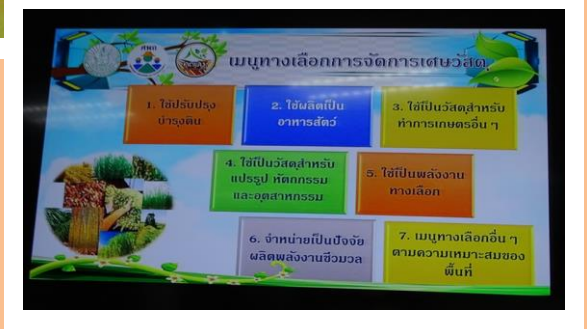 สพก
เมนูทางเลือกการจัดการเศษวัสดุ
1. ใช้ปรับปรุง
บำรุงดิน
2. ใช้ผลิตเป็น
อาหารสัตว์
3. ใช้เป็นวัสดุสำหรับ
ทำการเกษตรอื่น ๆ
4. ใช้เป็นวัสดุสำหรับ
แปรรูป หัตถกรรม
และอุตสาหกรรม
5. ใช้เป็นพลังงาน
ทางเลือก
6. จำหน่ายเป็นปัจจัย
ผลิตพลังงานชีวมวล
7. เมนูทางเลือกอื่น ๆ
ตามความเหมาะสมของ
พื้นที่